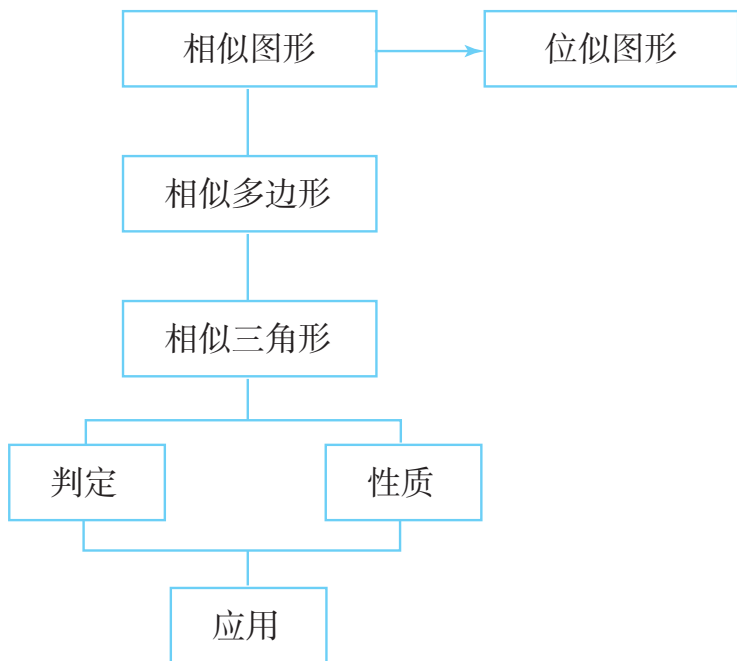 相似图形
位似图形
相似多边形
相似三角形
判定
性质
应用